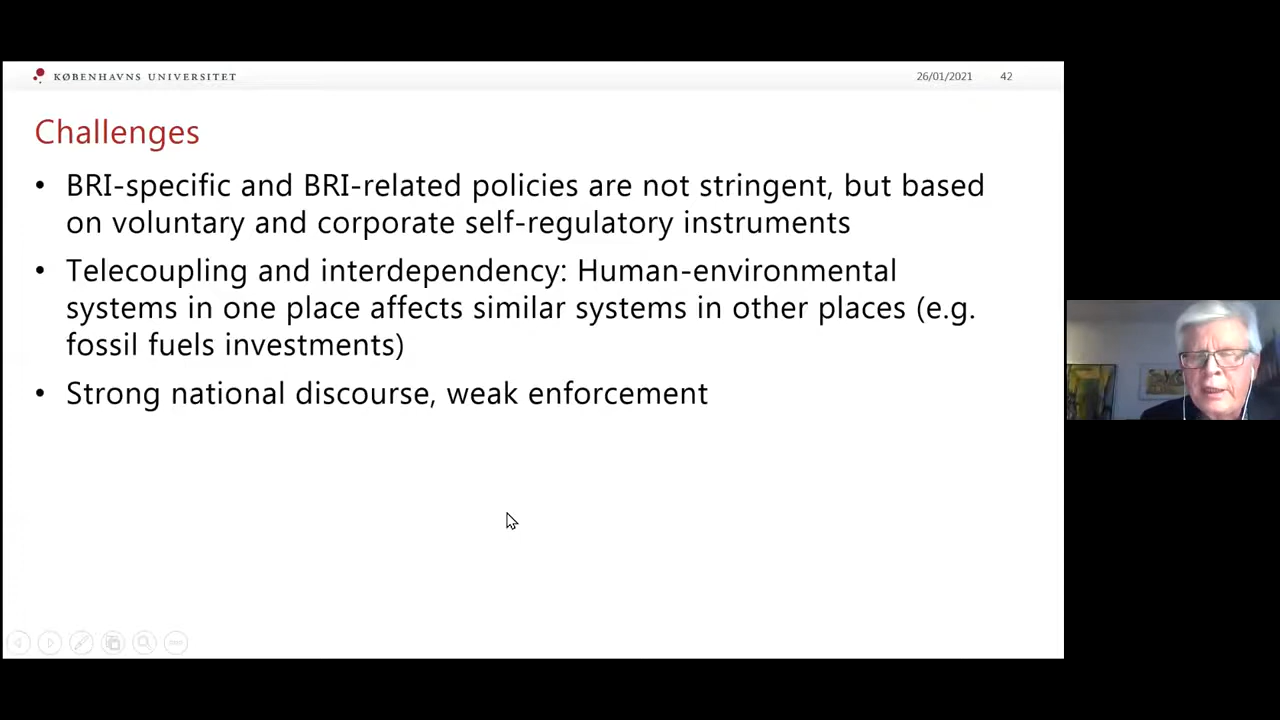 KØBENHAVNS UNIVERSITET
26/01/2021 42
Challenges
• BRI-specific and BRI-related policies are not stringent, but based
on voluntary and corporate self-regulatory instruments
• Telecoupling and interdependency: Human-environmental
systems in one place affects similar systems in other places (e.g.
fossil fuels investments)
• Strong national discourse, weak enforcement